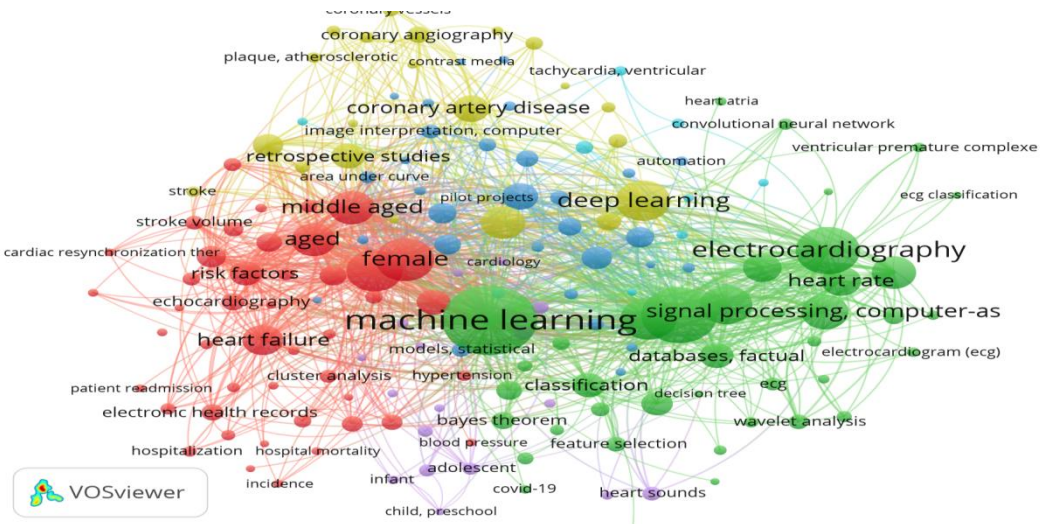 coronary vessels
coronary angiography
plaque, atherosclerotic
contrast media
tachycardia, ventricular
coronary artery disease
heart atria
image interpretation, computer
convolutional neural network
retrospective studies
automation
ventricular premature complexe
area under curve
stroke
pilot projects
ecg classification
middle aged
deep learning
stroke volume
aged
cardiac resynchronization ther
female
cardiology
electrocardiography
risk factors
heart rate
echocardiography
machine learning
signal processing, computer-as
heart failure
models, statistical
databases, factual
electrocardiogram (ecg)
cluster analysis
hypertension
patient readmission
classification
decision tree
ecg
electronic health records
bayes theorem
wavelet analysis
hospitalization
hospital mortality
blood pressure
feature selection
adolescent
incidence
infant
covid-19
heart sounds
child, preschool
VOSviewer